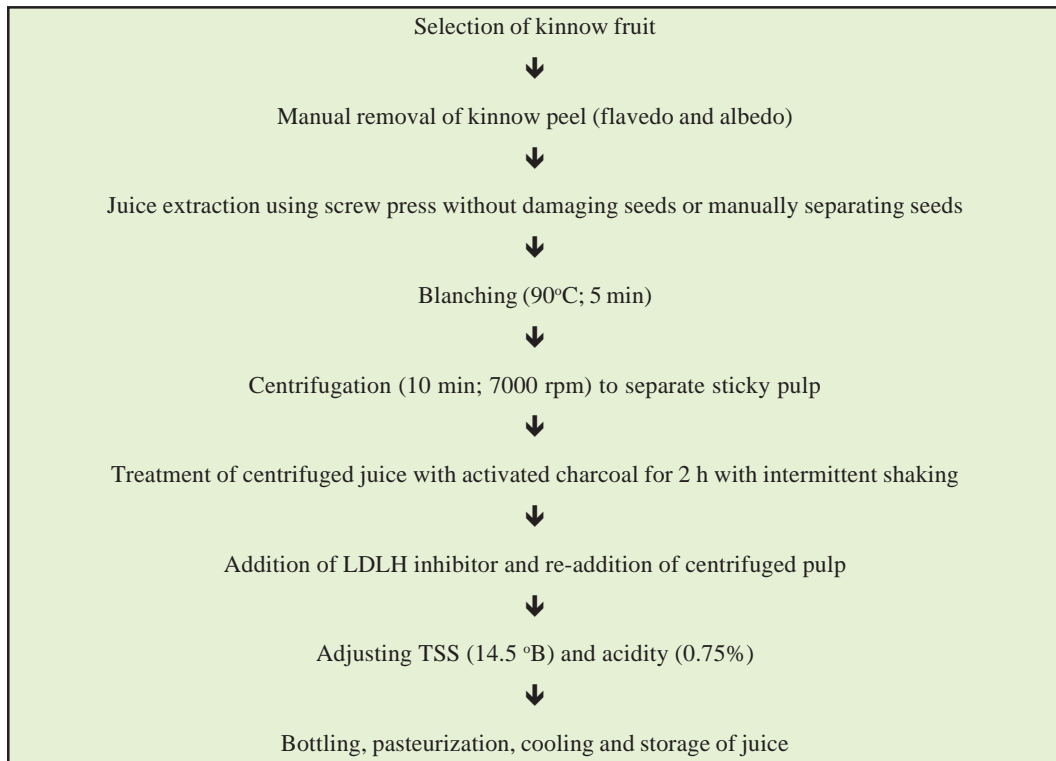 Selection of kinnow fruit
🡻
Manual removal of kinnow peel (flavedo and albedo)
🡻
Juice extraction using screw press without damaging seeds or manually separating seeds
🡻
Blanching (90°C; 5 min)
🡻
Centrifugation (10 min; 7000 rpm) to separate sticky pulp
🡻
Treatment of centrifuged juice with activated charcoal for 2 h with intermittent shaking
🡻
Addition of LDLH inhibitor and re-addition of centrifuged pulp
🡻
Adjusting TSS (14.5 °B) and acidity (0.75%)
🡻
Bottling, pasteurization, cooling and storage of juice